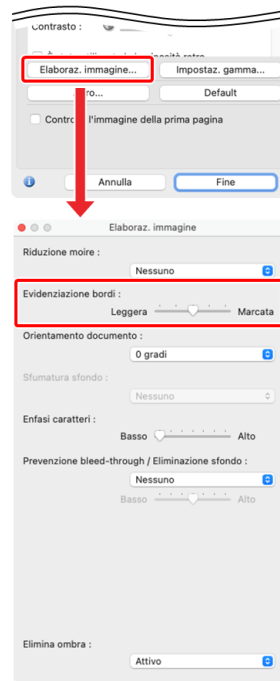 Contrasto :
Elaboraz. immagine... Impostaz. gamma...
ro... Default
Contro l'immagine della prima pagina
Annulla Fine
Elaboraz. immagine
Riduzione moire :
Nessuno
Evidenziazione bordi :
Leggera Marcata
Orientamento documento :
0 gradi
Sfumatura sfondo :
Nessuno
Enfasi caratteri :
Basso Alto
Prevenzione bleed-through / Eliminazione sfondo :
Nessuno
Basso Alto
Elimina ombra :
Attivo